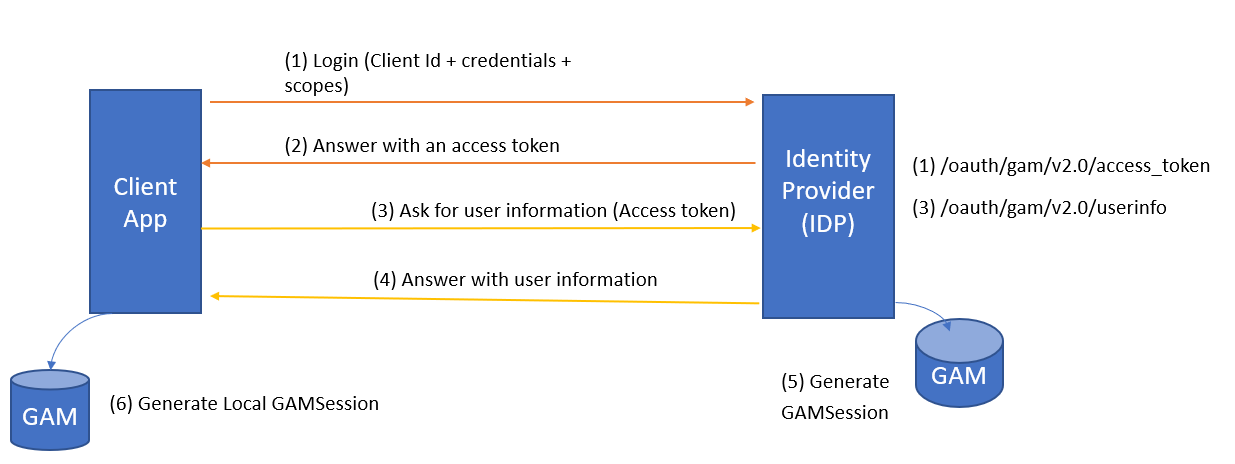 (1) Login (Client Id + credentials +
scopes)
(2) Answer with an access token
Client
App
Identity
Provider
(IDP)
(1) /oauth/gam/v2.0/access_token
(3) /oauth/gam/v2.0/userinfo
(3) Ask for user information (Access token)
(4) Answer with user information
GAM
(5) Generate
GAMSession
GAM
(6) Generate Local GAMSession